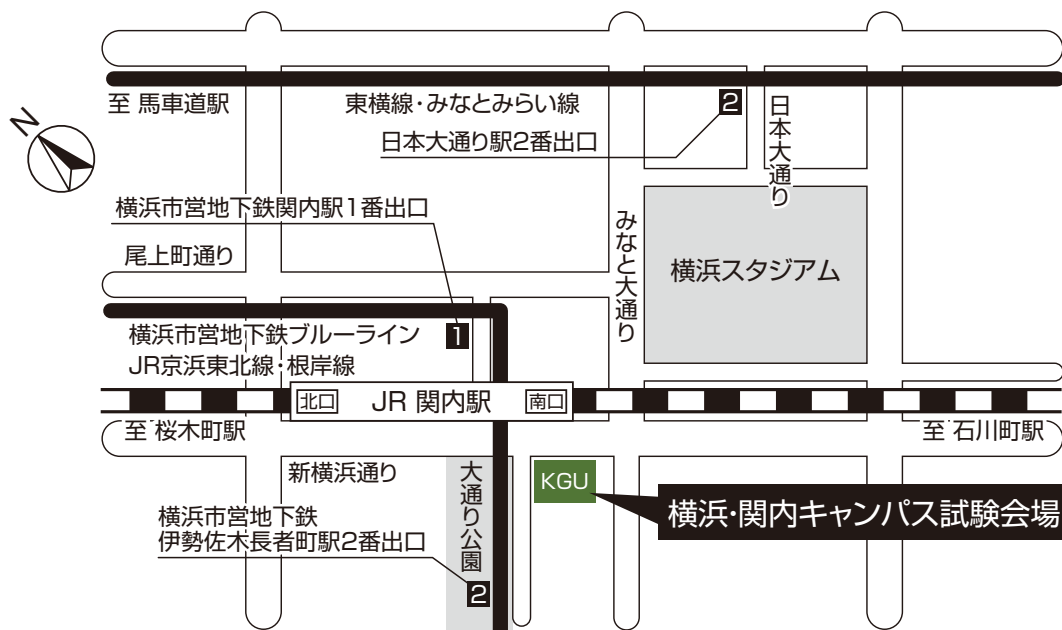 N
至 馬車道駅
東横線・みなとみらい線
2
日本大通り駅2番出口
日本大通り
横浜市営地下鉄関内駅1番出口
尾上町通り
みなと大通り
横浜スタジアム
横浜市営地下鉄ブルーライン
1
JR京浜東北線・根岸線
北口
JR 関内駅
南口
至 桜木町駅
至 石川町駅
新横浜通り
大通り公園
KGU
横浜・関内キャンパス試験会場
横浜市営地下鉄
伊勢佐木長者町駅2番出口
2